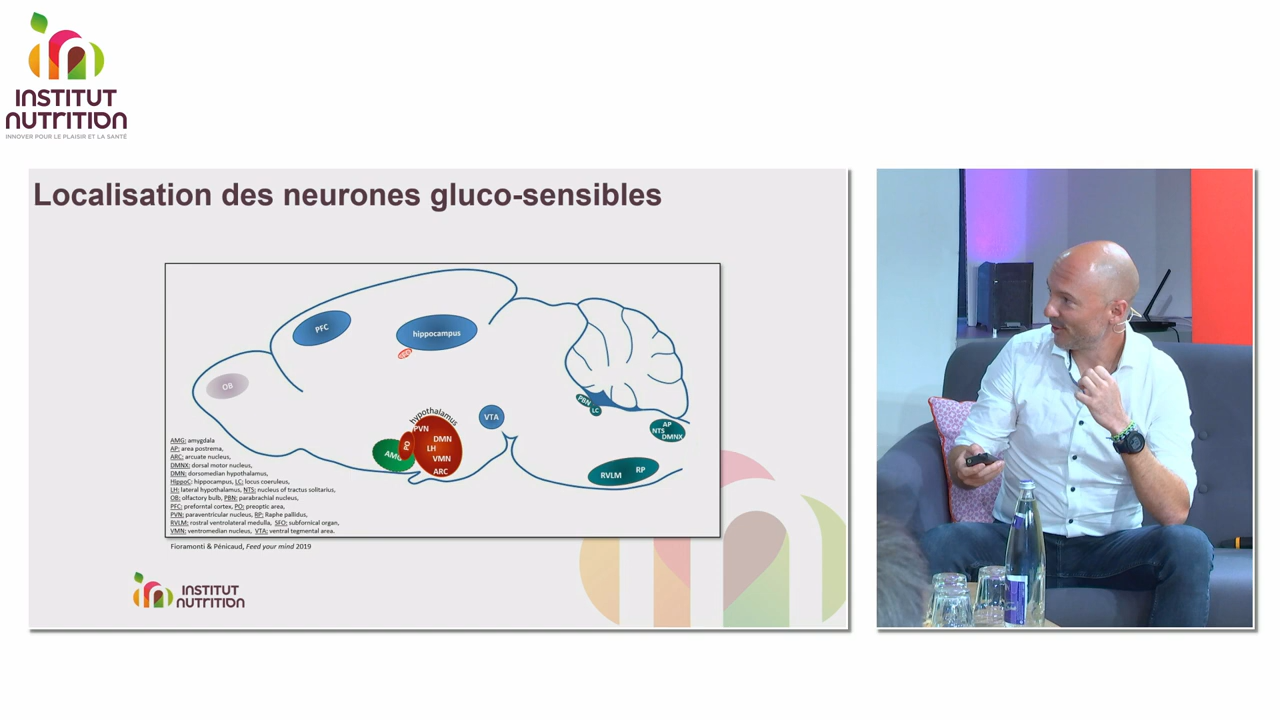 INSTITUT
NUTRITION
INNOVER POUR LE PLAISIR ET LA SANTÉ
Localisation des neurones gluco-sensibles
PFC
hippocampus
OB
hypothalamus
VTA
PBN
LC
AP
NTS
DMNX
PVN
DMN
LH
VMN
ARC
PO
AMG
RVLM
RP
AMG: amygdala
AP: area postrema,
ARC: arcuate nucleus,
DMNX: dorsal motor nucleus,
DMN: dorsomedian hypothalamus,
HippoC: hippocampus, LC: locus coeruleus,
LH: lateral hypothalamus, NTS: nucleus of tractus solitarius,
OB: olfactory bulb, PBN: parabrachial nucleus,
PFC: preforntal cortex, PO: preoptic area,
PVN: paraventricular nucleus, RP: Raphe pallidus,
RVLM: rostral ventrolateral medulla, SFO: subfornical organ,
VMN: ventromedian nucleus, VTA: ventral tegmental area.
Fioramonti & Pénicaud, Feed your mind 2019
INSTITUT
NUTRITION